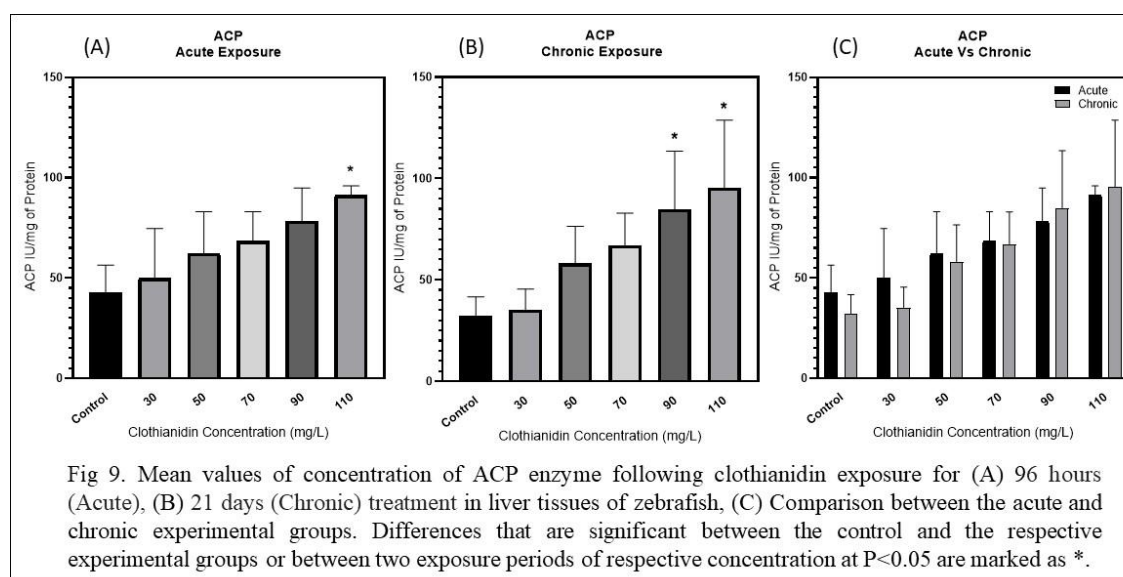 (A)
ACP
Acute Exposure
150
100
50
0
ACP IU/mg of Protein
*
Control
30
50
70
90
110
Clothianidin Concentration (mg/L)
(B)
ACP
Chronic Exposure
150
100
50
0
ACP IU/mg of Protein
*
*
Control
30
50
70
90
110
Clothianidin Concentration (mg/L)
(C)
ACP
Acute Vs Chronic
150
100
50
0
ACP IU/mg of Protein
Acute
Chronic
Control
30
50
70
90
110
Clothianidin Concentration (mg/L)
Fig 9. Mean values of concentration of ACP enzyme following clothianidin exposure for (A) 96 hours
(Acute), (B) 21 days (Chronic) treatment in liver tissues of zebrafish, (C) Comparison between the acute and
chronic experimental groups. Differences that are significant between the control and the respective
experimental groups or between two exposure periods of respective concentration at P<0.05 are marked as *.